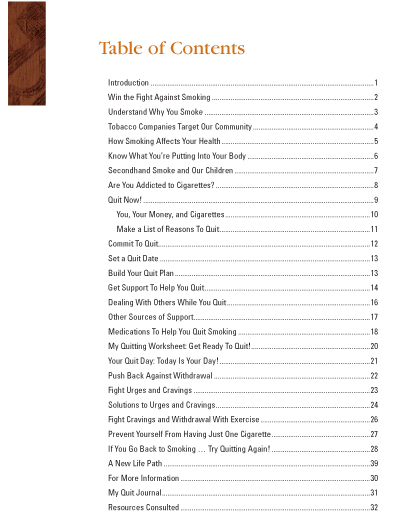 Table of Contents
Introduction 1
Win the Fight Against Smoking 2
Understand Why You Smoke 3
Tobacco Companies Target Our Community 4
How Smoking Affects Your Health 5
Know What You're Putting Into Your Body 6
Secondhand Smoke and Our Children 7
Are You Addicted to Cigarettes? 8
Quit Now! 9
You, Your Money, and Cigarettes 10
Make a List of Reasons To Quit 11
Commit To Quit 12
Set a Quit Date 13
Build Your Quit Plan 13
Get Support To Help You Quit 14
Dealing With Others While You Quit 16
Other Sources of Support 17
Medications To Help You Quit Smoking 18
My Quitting Worksheet: Get Ready To Quit! 20
Your Quit Day: Today Is Your Day! 21
Push Back Against Withdrawal 22
Fight Urges and Cravings 23
Solutions to Urges and Cravings 24
Fight Cravings and Withdrawal With Exercise 26
Prevent Yourself From Having Just One Cigarette 27
If You Go Back to Smoking … Try Quitting Again! 28
A New Life Path 39
For More Information 30
My Quit Journal 31
Resources Consulted 32